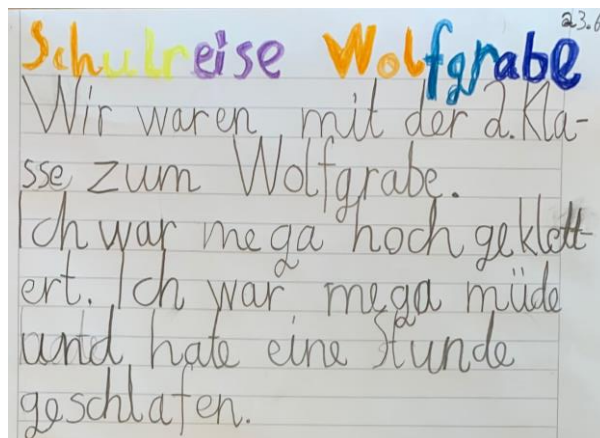 23.6
Schulreise Wolfgrabe
Wir waren mit der 2. Kla-
sse zum Wolfgrabe.
Ich war mega hoch geklett-
ert. Ich war mega müde
und hate eine Stunde
geschlafen.